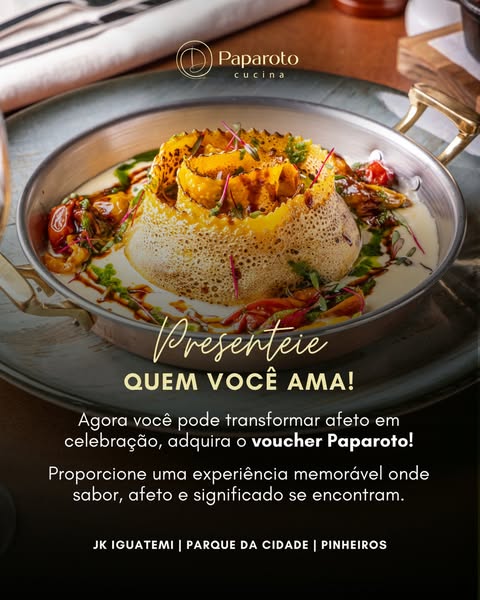 Paparoto
cucina
Presenteie
QUEM VOCÊ AMA!
Agora você pode transformar afeto em
celebração, adquira o voucher Paparoto!
Proporcione uma experiência memorável onde
sabor, afeto e significado se encontram.
JK IGUATEMI | PARQUE DA CIDADE | PINHEIROS